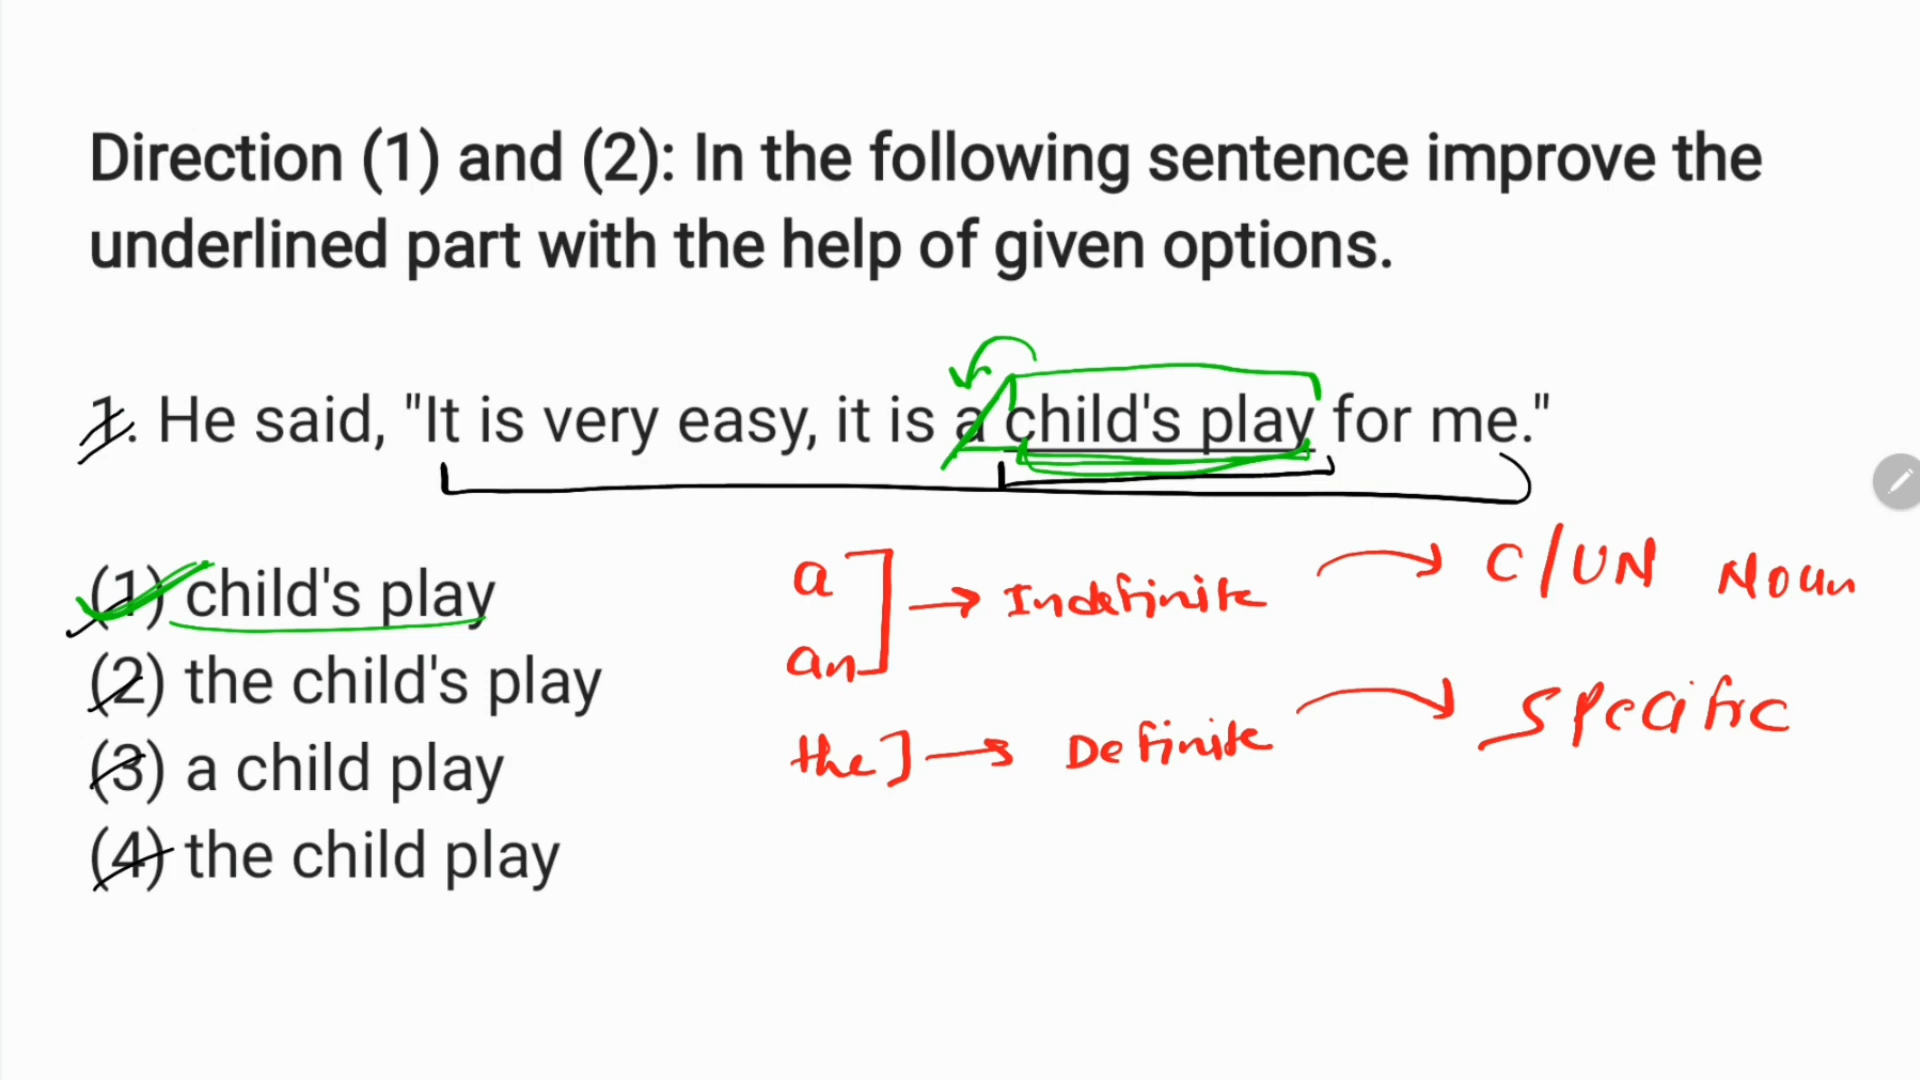 Direction (1) and (2): In the following sentence improve the
underlined part with the help of given options.
1. He said, "It is very easy, it is a child's play for me."
(1) child's play
(2) the child's play
(3) a child play
(4) the child play
a
an
Indefinite
C/UN Noun
the
Definite
Specific